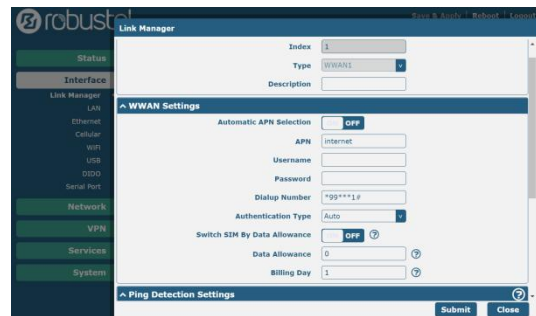 robustel
Save & Apply | Reboot | Logout
Link Manager
Index 1
Status
Type WWAN1 v
Interface
Description
Link Manager
^ WWAN Settings
LAN
Ethernet
Automatic APN Selection OFF
Cellular
APN internet
WiFi
Username
USB
Password
DIDO
Dialup Number *99***1#
Serial Port
Authentication Type Auto v
Network
Switch SIM By Data Allowance OFF ?
VPN
Data Allowance 0 ?
Services
Billing Day 1 ?
System
^ Ping Detection Settings ?
Submit Close